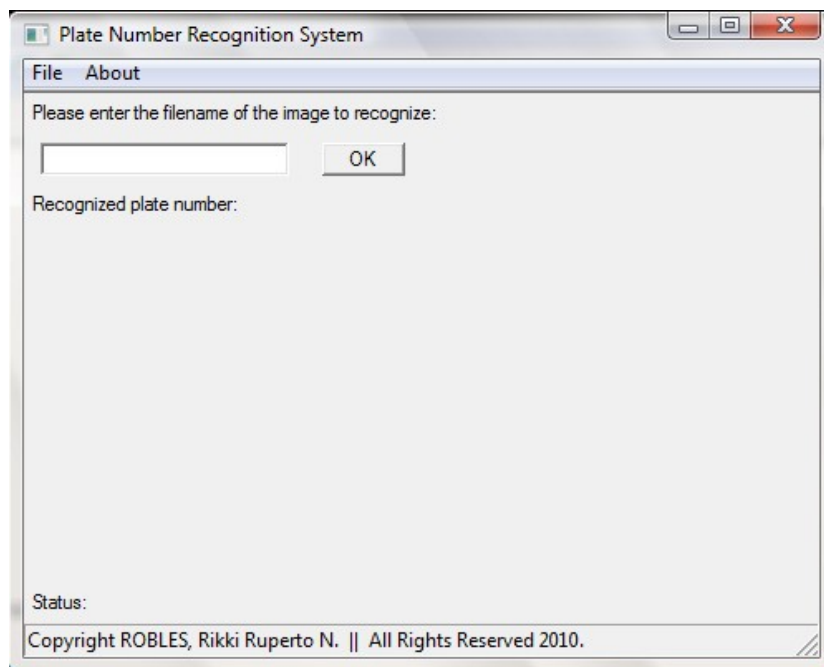 Plate Number Recognition System
File About
Please enter the filename of the image to recognize:
OK
Recognized plate number:
Status:
Copyright ROBLES, Rikki Ruperto N. || All Rights Reserved 2010.